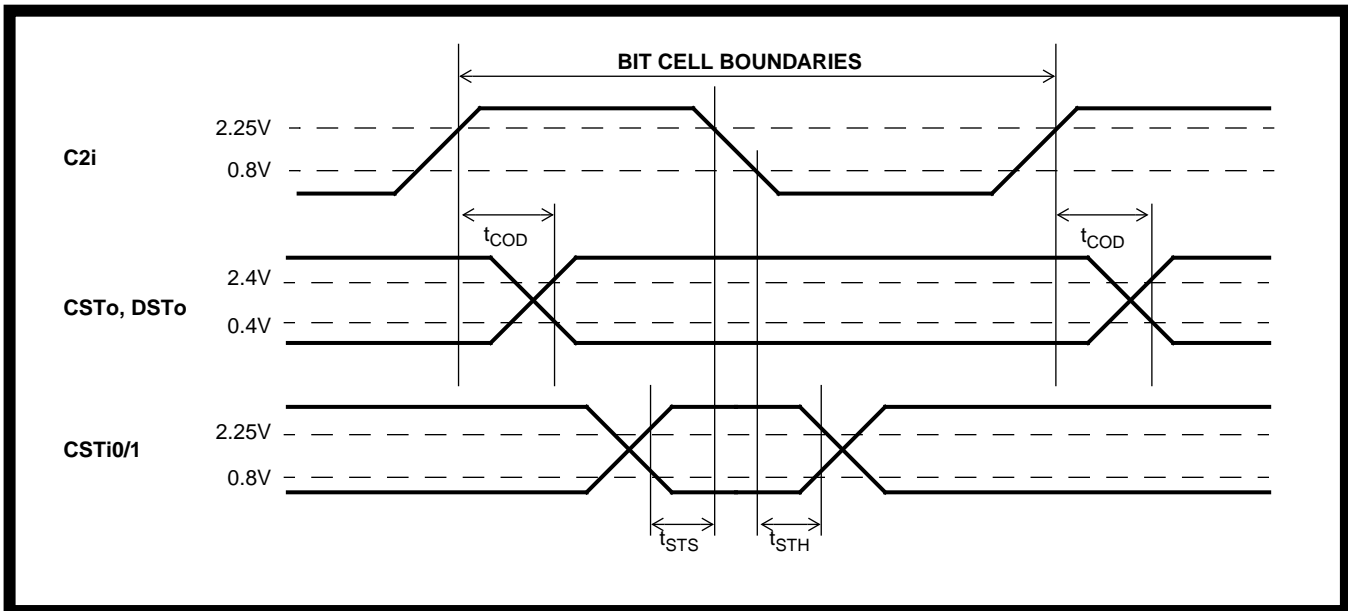 BIT CELL BOUNDARIES
2.25V
C2i
0.8V
tCOD
tCOD
2.4V
CSTo, DSTo
0.4V
2.25V
CSTi0/1
0.8V
tSTS
tSTH